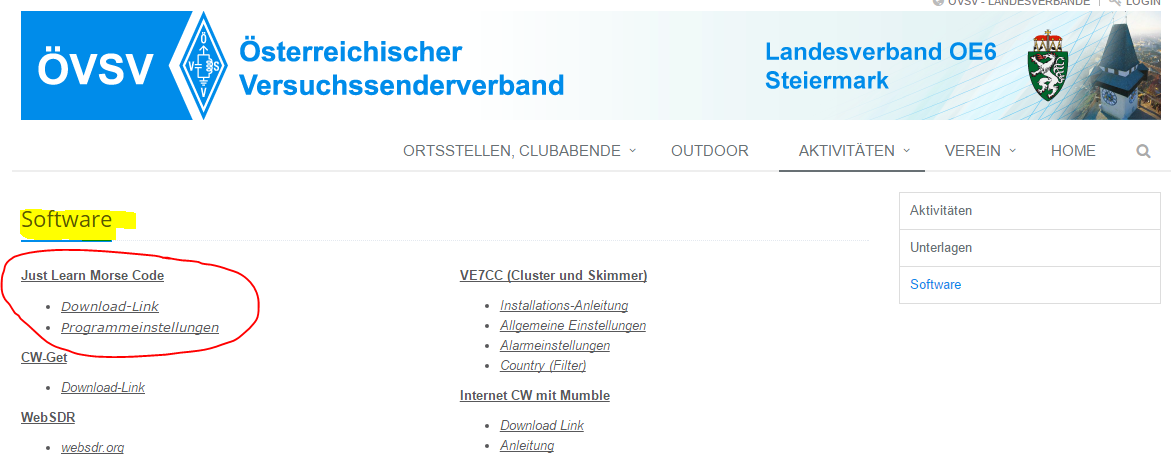 ÖVSV - LANDESVERBÄNDE | LOGIN
ÖVSV
Ö
V S
V
Österreichischer
Versuchssenderverband
Landesverband OE6
Steiermark
ORTSSTELLEN, CLUBABENDE OUTDOOR AKTIVITÄTEN VEREIN HOME
Software
Just Learn Morse Code
• Download-Link
• Programmeinstellungen
CW-Get
• Download-Link
WebSDR
• websdr.org
VE7CC (Cluster und Skimmer)
• Installations-Anleitung
• Allgemeine Einstellungen
• Alarmeinstellungen
• Country (Filter)
Internet CW mit Mumble
• Download Link
• Anleitung
Aktivitäten
Unterlagen
Software